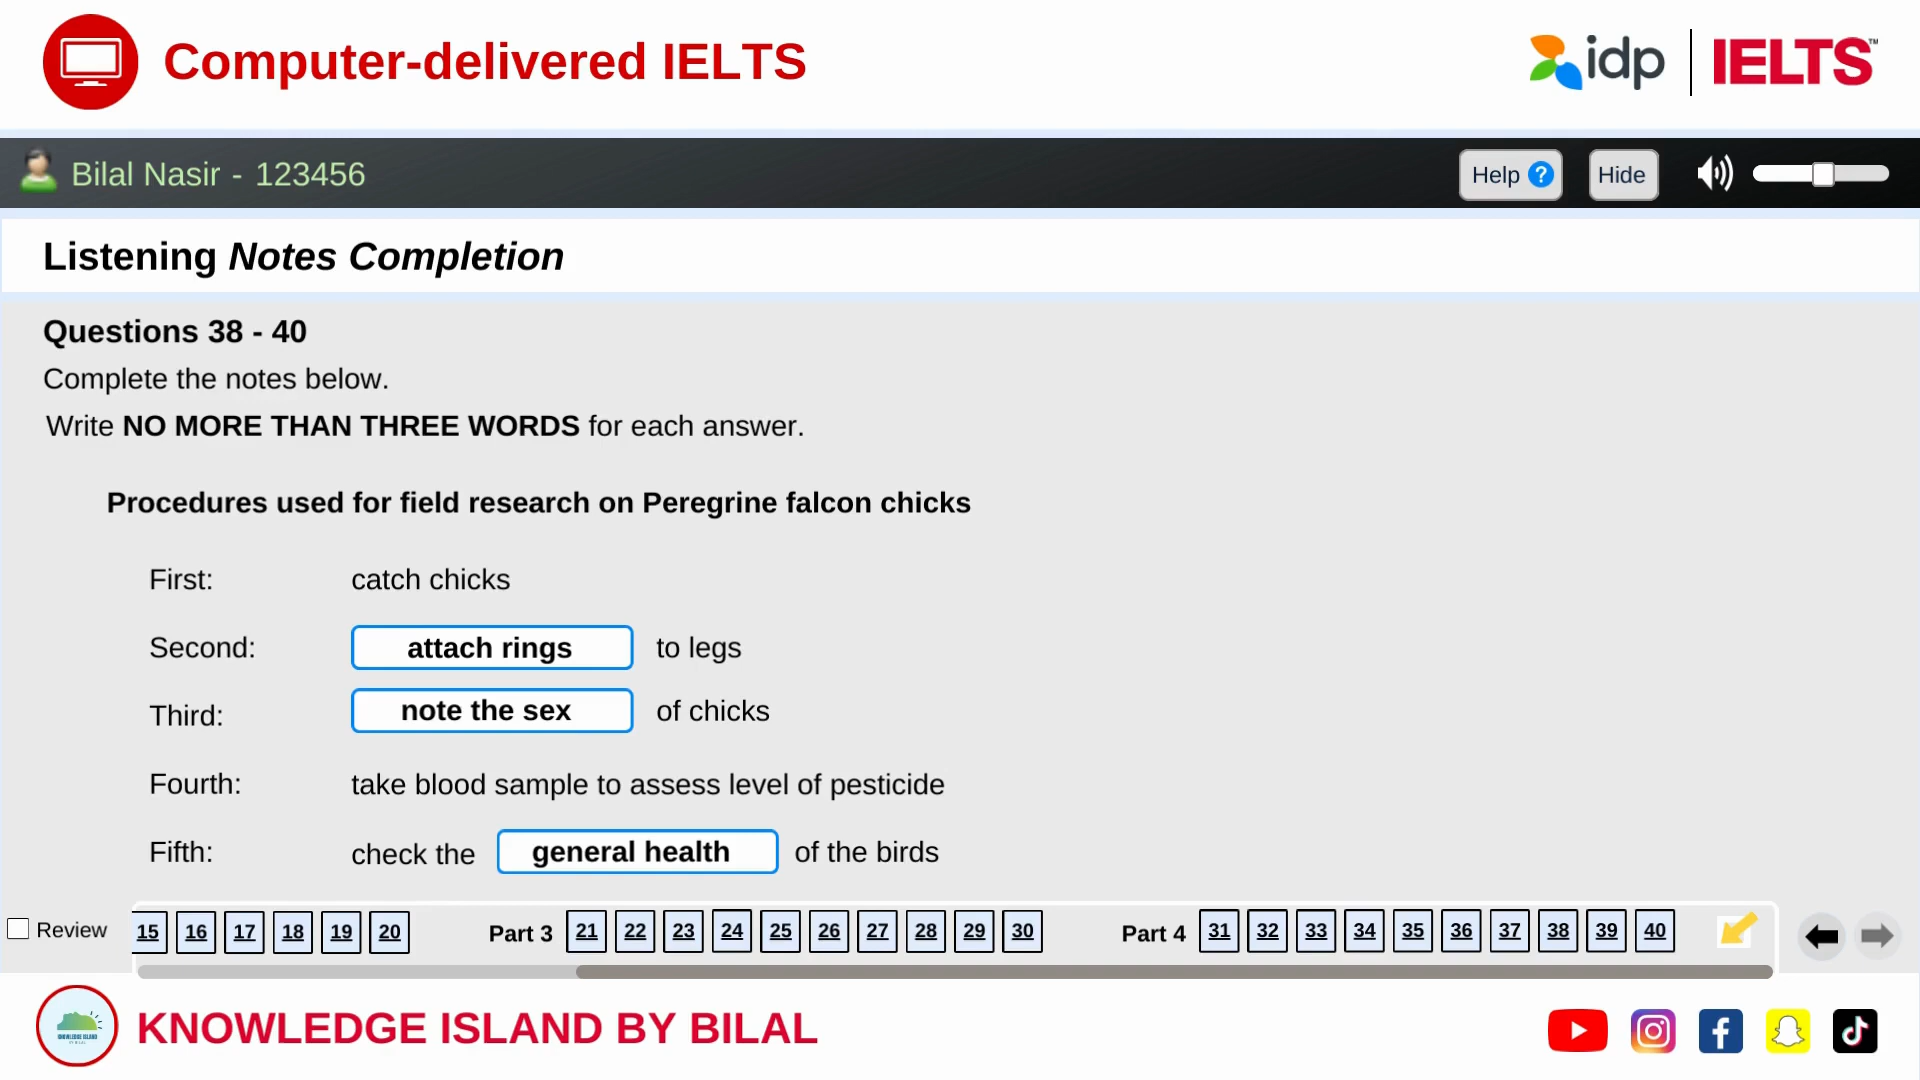 Computer-delivered IELTS
idp
IELTS™
Bilal Nasir - 123456
Help ?
Hide
Listening Notes Completion
Questions 38 - 40
Complete the notes below.
Write NO MORE THAN THREE WORDS for each answer.
Procedures used for field research on Peregrine falcon chicks
First: catch chicks
Second: attach rings to legs
Third: note the sex of chicks
Fourth: take blood sample to assess level of pesticide
Fifth: check the general health of the birds
Review 15 16 17 18 19 20 Part 3 21 22 23 24 25 26 27 28 29 30 Part 4 31 32 33 34 35 36 37 38 39 40
KNOWLEDGE ISLAND
BY BILAL
KNOWLEDGE ISLAND BY BILAL